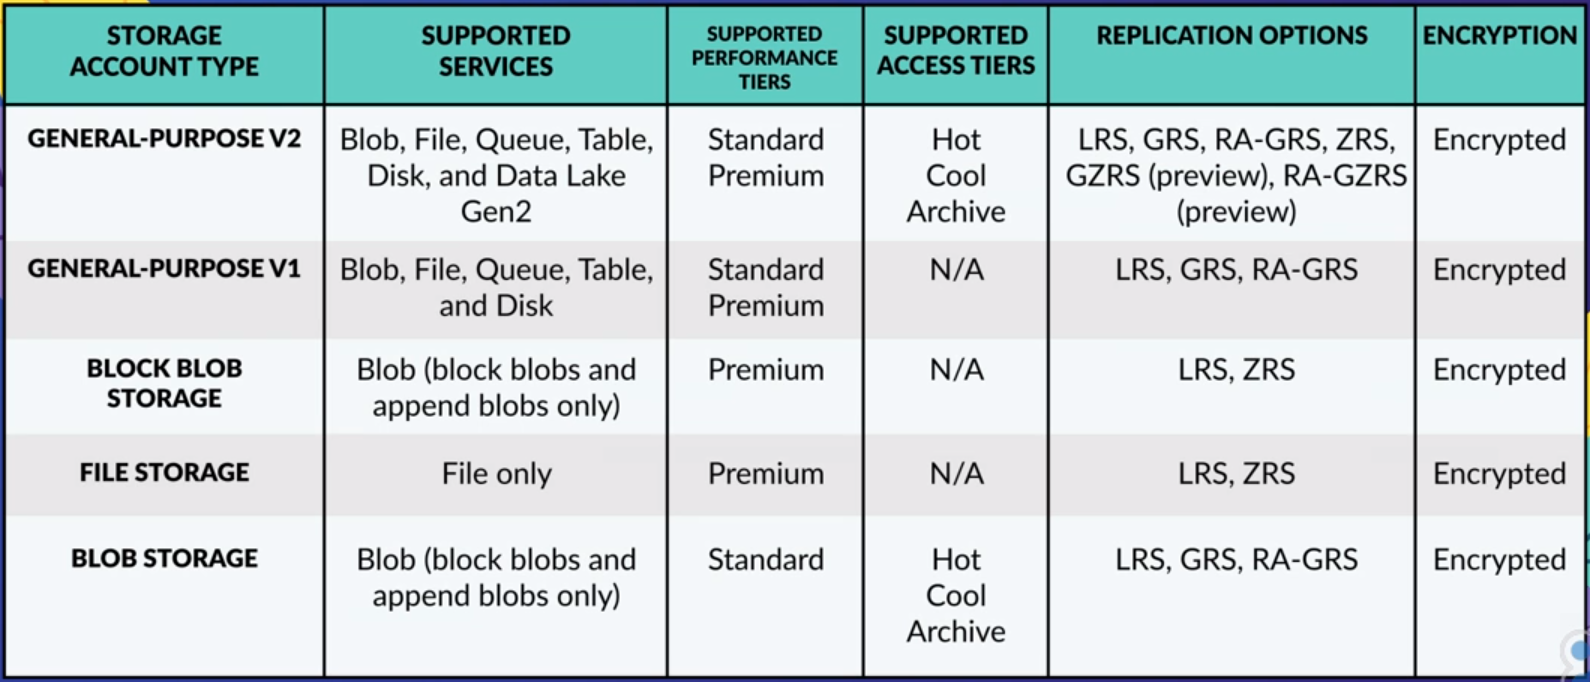 STORAGE
ACCOUNT TYPE
SUPPORTED
SERVICES
SUPPORTED
PERFORMANCE
TIERS
SUPPORTED
ACCESS TIERS
REPLICATION OPTIONS
ENCRYPTION
GENERAL-PURPOSE V2
Blob, File, Queue, Table,
Disk, and Data Lake
Gen2
Standard
Premium
Hot
Cool
Archive
LRS, GRS, RA-GRS, ZRS,
GZRS (preview), RA-GZRS
(preview)
Encrypted
GENERAL-PURPOSE V1
Blob, File, Queue, Table,
and Disk
Standard
Premium
N/A
LRS, GRS, RA-GRS
Encrypted
BLOCK BLOB
STORAGE
Blob (block blobs and
append blobs only)
Premium
N/A
LRS, ZRS
Encrypted
FILE STORAGE
File only
Premium
N/A
LRS, ZRS
Encrypted
BLOB STORAGE
Blob (block blobs and
append blobs only)
Standard
Hot
Cool
Archive
LRS, GRS, RA-GRS
Encrypted